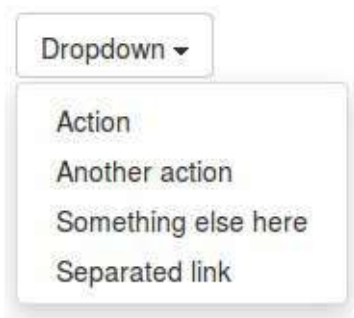 Dropdown
Action
Another action
Something else here
Separated link